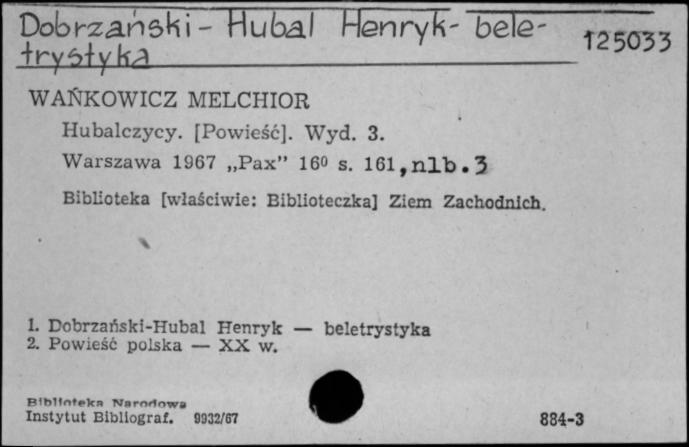 Dobrzański - Hubal Henryk - bele-
trystyka
125033
WAŃKOWICZ MELCHIOR
Hubalczycy. [Powieść]. Wyd. 3.
Warszawa 1967 „Pax” 16⁰ s. 161, nlb. 3
Biblioteka [właściwie: Biblioteczka] Ziem Zachodnich.
1. Dobrzański-Hubal Henryk — beletrystyka
2. Powieść polska — XX w.
Biblioteka Narodowa
Instytut Bibliograf. 9932/67
884-3